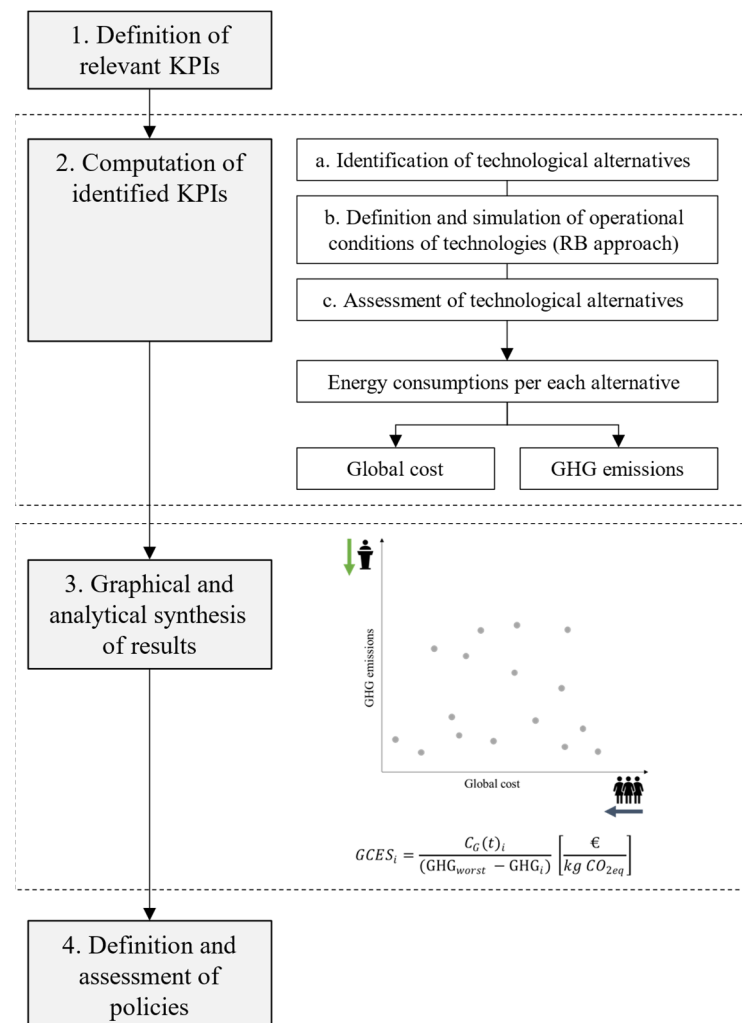 1. Definition of
relevant KPIs
2. Computation of
identified KPIs
a. Identification of technological alternatives
b. Definition and simulation of operational
conditions of technologies (RB approach)
c. Assessment of technological alternatives
Energy consumptions per each alternative
Global cost
GHG emissions
3. Graphical and
analytical synthesis
of results
GHG emissions
Global cost
GCES_i = C_G(t)_i / (GHG_worst − GHG_i) [€ / kg CO_2eq]
4. Definition and
assessment of
policies